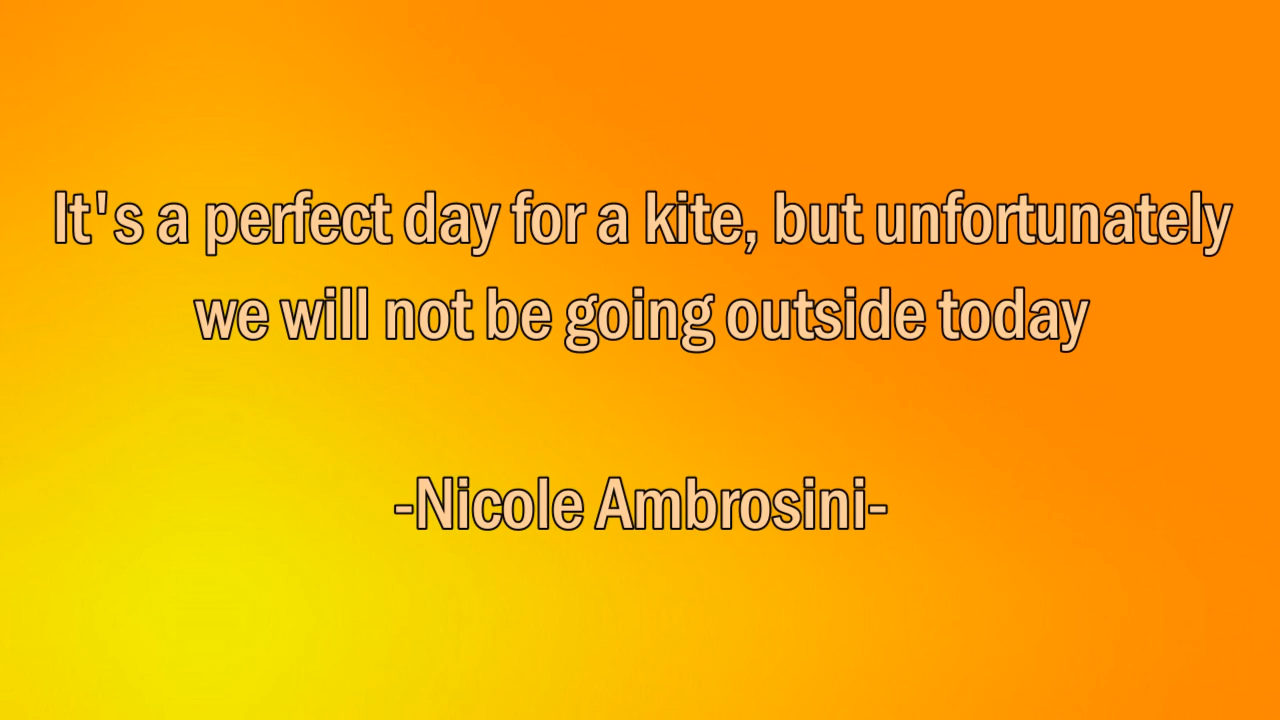 It's a perfect day for a kite, but unfortunately
we will not be going outside today
-Nicole Ambrosini-